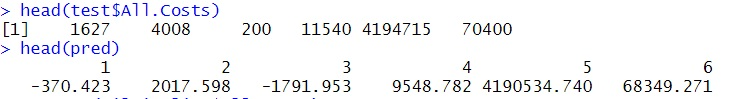 > head(test$All.Costs)
[1] 1627 4008 200 11540 4194715 70400
> head(pred)
1 2 3 4 5 6
-370.423 2017.598 -1791.953 9548.782 4190534.740 68349.271